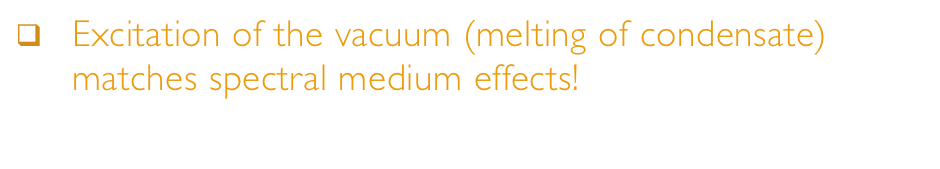 ❑ Excitation of the vacuum (melting of condensate)
matches spectral medium effects!